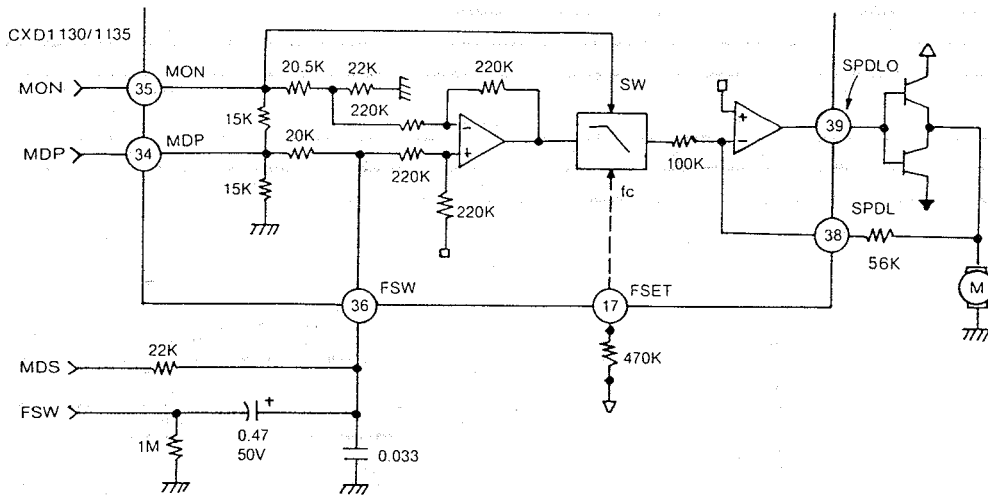 CXD1130/1135
SPDLO
MON
35
MON
20.5K
22K
220K
SW
39
15K
220K
MDP
34
MDP
20K
220K
100K
15K
220K
fc
SPDL
38
56K
M
FSW
36
FSET
17
MDS
22K
470K
FSW
1M
0.47
50V
0.033